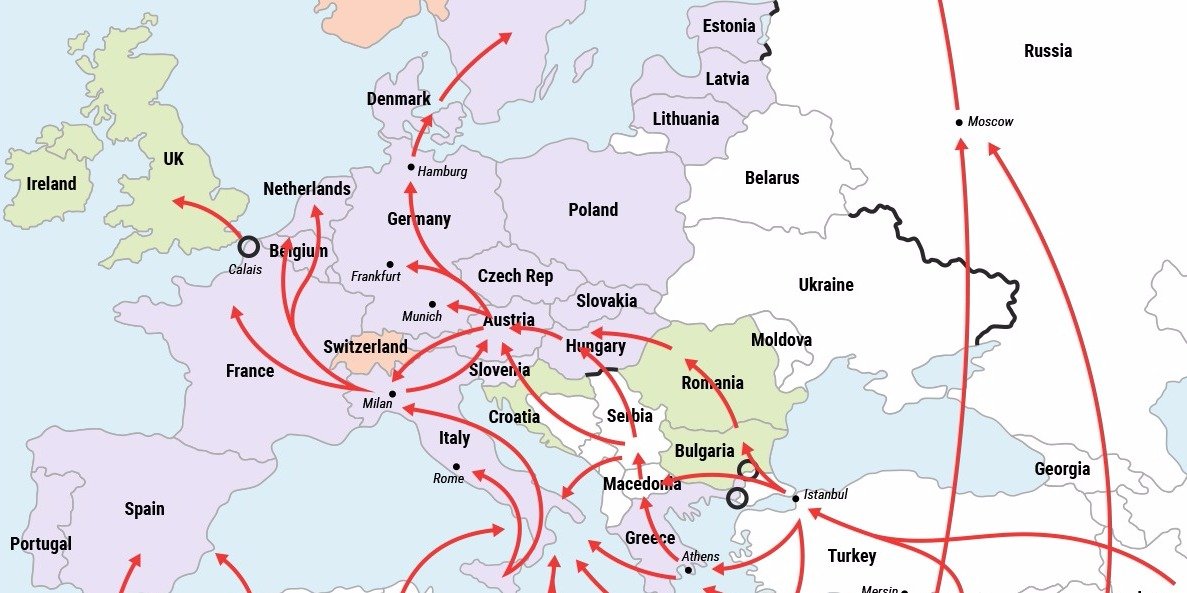 Estonia
Russia
Latvia
Denmark
Lithuania
Moscow
UK
Hamburg
Ireland
Netherlands
Belarus
Germany
Poland
Belgium
Calais
Frankfurt
Czech Rep
Ukraine
Slovakia
Munich
Austria
Switzerland
Hungary
Moldova
France
Slovenia
Romania
Milan
Croatia
Serbia
Italy
Bulgaria
Georgia
Rome
Macedonia
Istanbul
Spain
Portugal
Greece
Athens
Turkey
Mersin